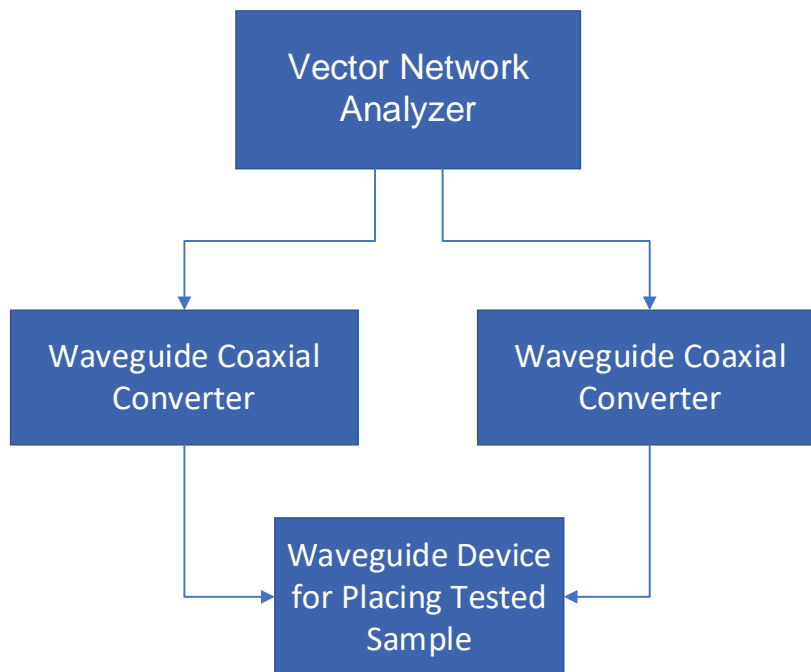 Vector Network
Analyzer
Waveguide Coaxial
Converter
Waveguide Coaxial
Converter
Waveguide Device
for Placing Tested
Sample